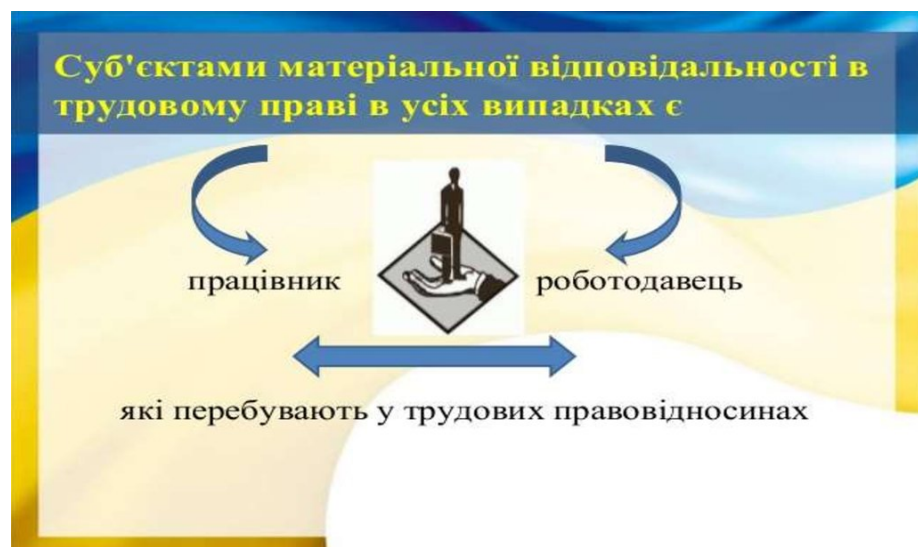 Суб'єктами матеріальної відповідальності в
трудовому праві в усіх випадках є
працівник
роботодавець
які перебувають у трудових правовідносинах